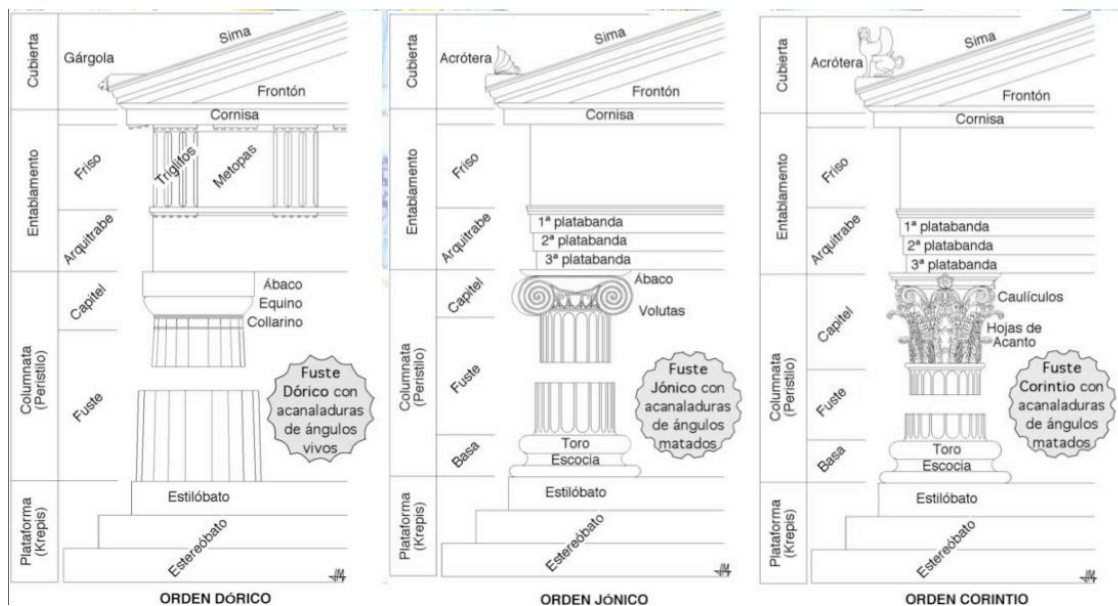 Cubierta
Gárgola
Sima
Frontón
Cornisa
Entablamento
Friso
Triglifos
Metopas
Arquitrabe
Columnata
(Peristilo)
Capitel
Ábaco
Equino
Collarino
Fuste
Fuste
Dórico con
acanaladuras
de ángulos
vivos
Plataforma
(Krepis)
Estilóbato
Estereóbato
ORDEN DÓRICO
Cubierta
Acrótera
Sima
Frontón
Cornisa
Entablamento
Friso
Arquitrabe
1ª platabanda
2ª platabanda
3ª platabanda
Columnata
(Peristilo)
Capitel
Ábaco
Volutas
Fuste
Fuste
Jónico con
acanaladuras
de ángulos
matados
Basa
Toro
Escocia
Plataforma
(Krepis)
Estilóbato
Estereóbato
ORDEN JÓNICO
Cubierta
Acrótera
Sima
Frontón
Cornisa
Entablamento
Friso
Arquitrabe
1ª platabanda
2ª platabanda
3ª platabanda
Columnata
(Peristilo)
Capitel
Caulículos
Hojas de
Acanto
Fuste
Fuste
Corintio con
acanaladuras
de ángulos
matados
Basa
Toro
Escocia
Plataforma
(Krepis)
Estilóbato
Estereóbato
ORDEN CORINTIO